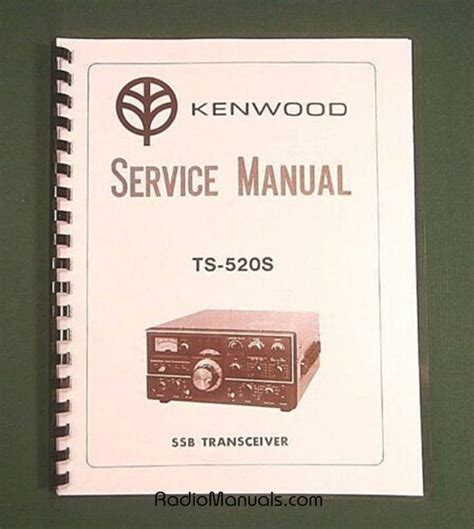 KENWOOD
SERVICE MANUAL
TS-520S
SSB TRANSCEIVER
RadioManuals.com